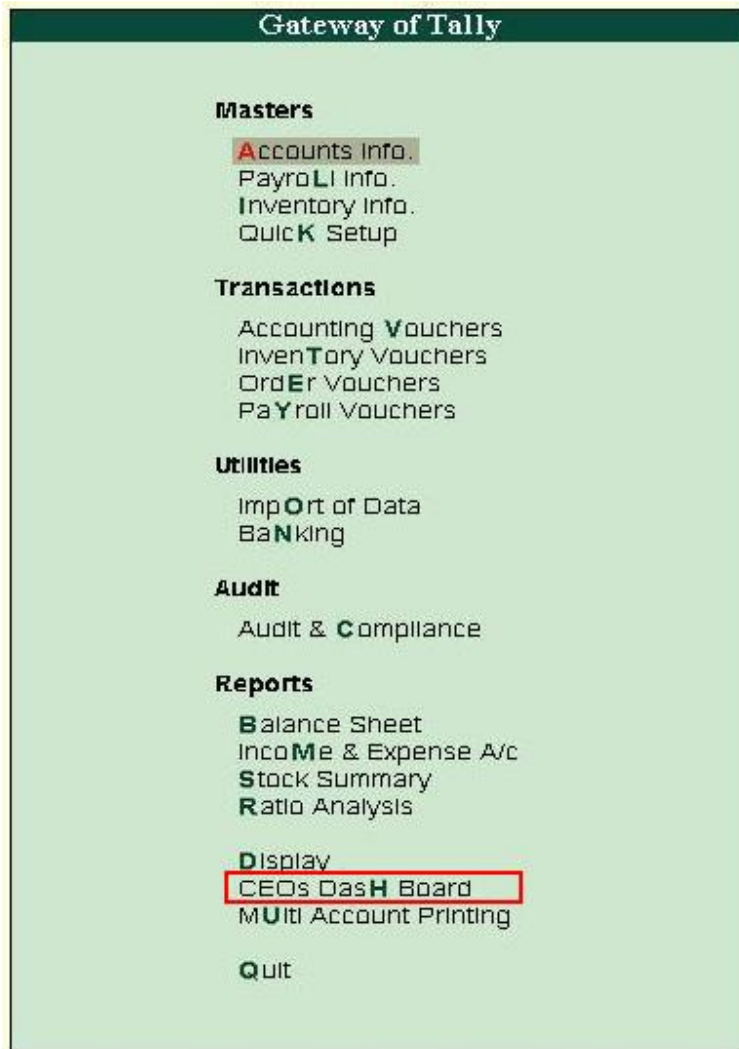 Gateway of Tally
Masters
Accounts Info.
PayroLl Info.
Inventory Info.
QuicK Setup
Transactions
Accounting Vouchers
InvenTory Vouchers
OrdEr Vouchers
PaYroll Vouchers
Utilities
ImpOrt of Data
BaNking
Audit
Audit & Compliance
Reports
Balance Sheet
IncoMe & Expense A/c
Stock Summary
Ratio Analysis
Display
CEOs DasH Board
MUlti Account Printing
Quit